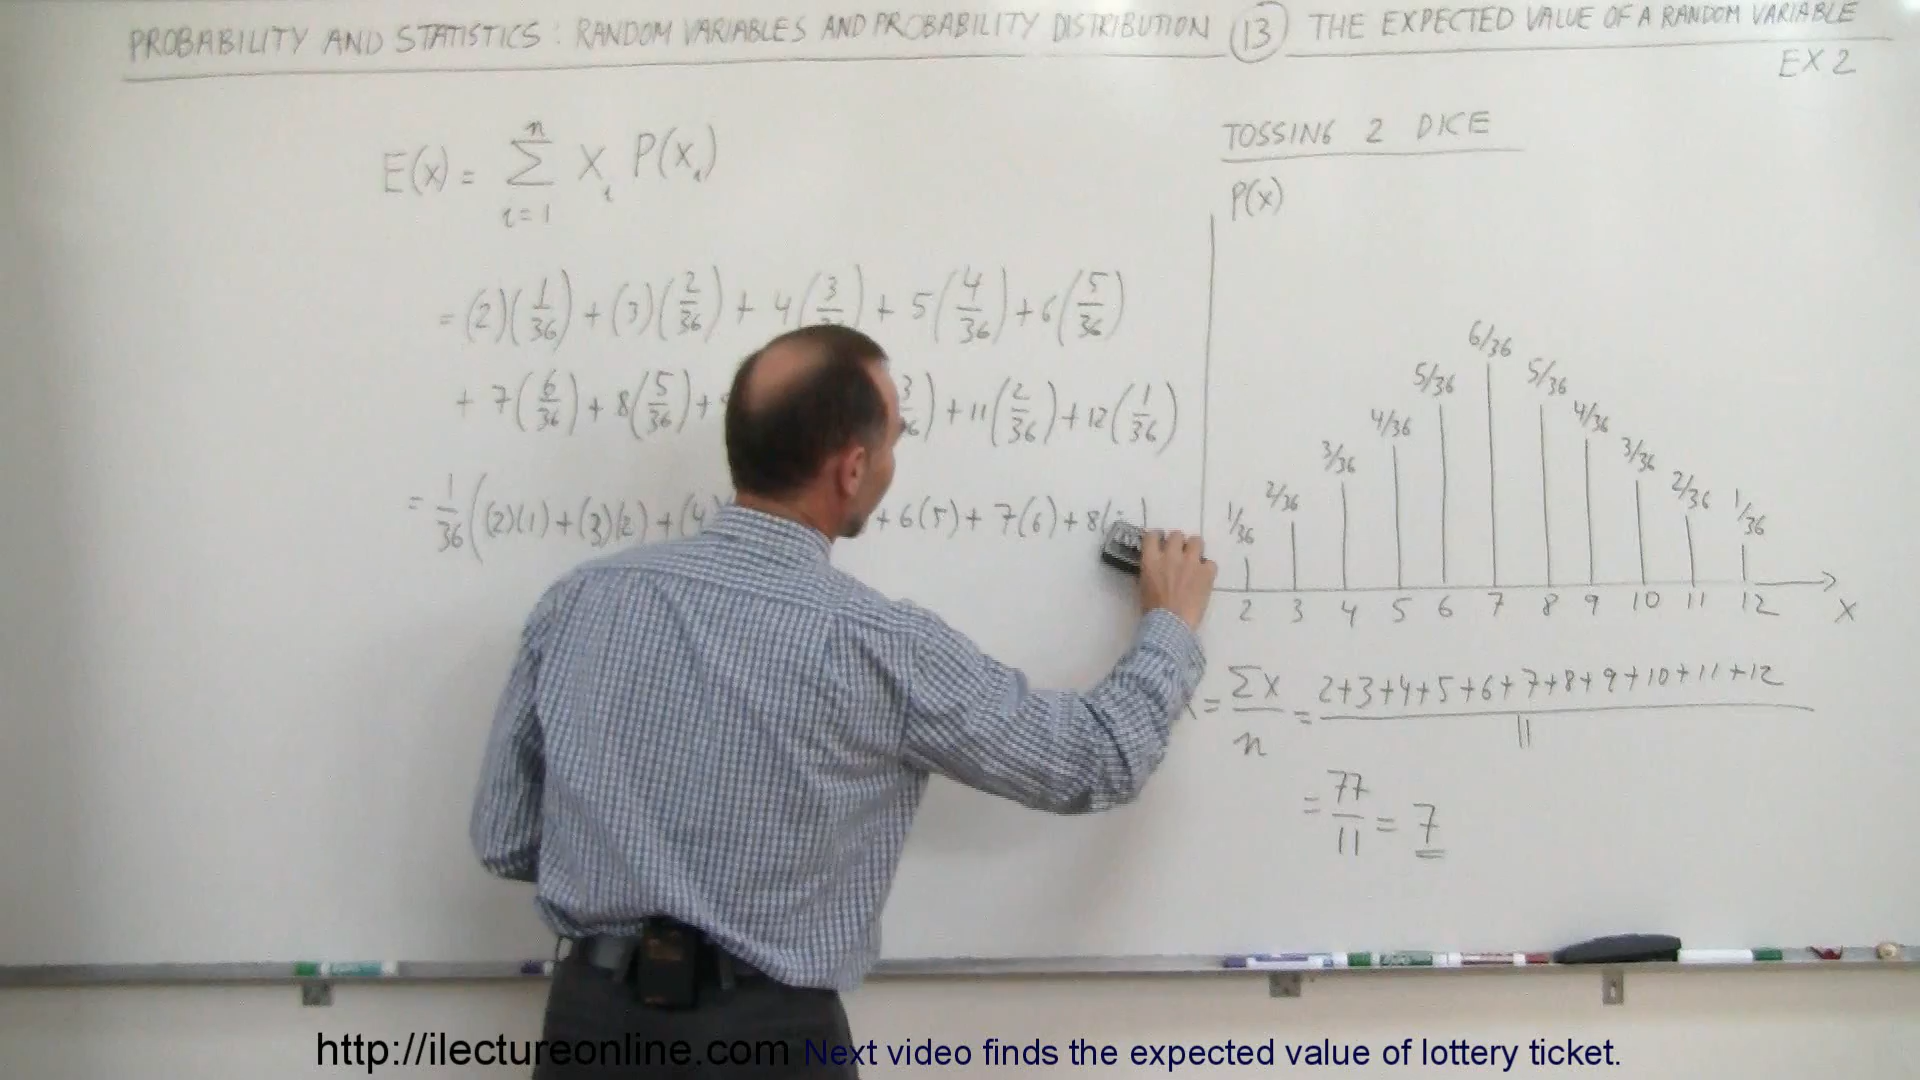 PROBABILITY AND STATISTICS: RANDOM VARIABLES AND PROBABILITY DISTRIBUTION (13) THE EXPECTED VALUE OF A RANDOM VARIABLE
EX 2
E(x) = n Σ i=1 Xi P(xi)
= (2)(1/36) + (3)(2/36) + 4(3/ ) + 5(4/36) + 6(5/36)
+ 7(6/36) + 8(5/36) + 3/ ) + 11(2/36) + 12(1/36)
= 1/36 ((2)(1) + (3)(2) + (4) + 6(5) + 7(6) + 8(
TOSSING 2 DICE
P(x)
6/36
5/36 5/36
4/36 4/36
3/36 3/36
2/36 2/36
1/36 1/36
2 3 4 5 6 7 8 9 10 11 12 X
= Σx/n = 2+3+4+5+6+7+8+9+10+11+12/11
= 77/11 = 7
http://ilectureonline.com Next video finds the expected value of lottery ticket.